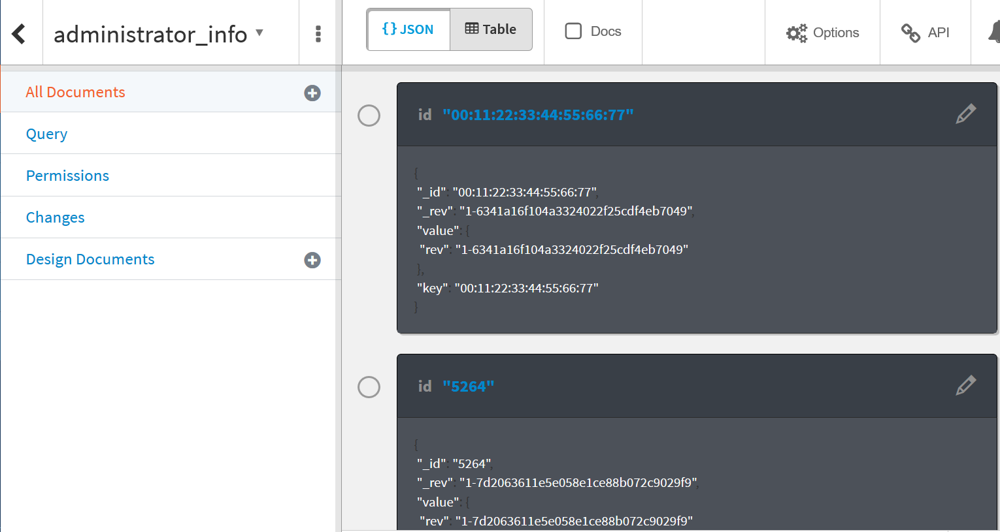 administrator_info
{} JSON
Table
Docs
Options
API
All Documents
Query
Permissions
Changes
Design Documents
id "00:11:22:33:44:55:66:77"
{
"_id": "00:11:22:33:44:55:66:77",
"_rev": "1-6341a16f104a3324022f25cdf4eb7049",
"value": {
"rev": "1-6341a16f104a3324022f25cdf4eb7049"
},
"key": "00:11:22:33:44:55:66:77"
}
id "5264"
{
"_id": "5264",
"_rev": "1-7d2063611e5e058e1ce88b072c9029f9",
"value": {
"rev": "1-7d2063611e5e058e1ce88b072c9029f9"